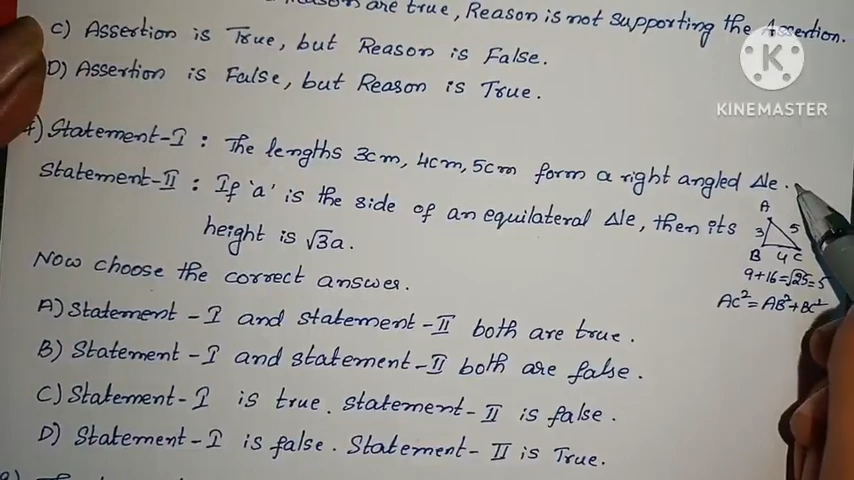 are true, Reason is not supporting the Assertion.
C) Assertion is True, but Reason is False.
D) Assertion is False, but Reason is True.
KINEMASTER
) Statement-I : The lengths 3cm, 4cm, 5cm form a right angled Δle.
Statement-II : If 'a' is the side of an equilateral Δle, then its
height is √3a.
A
3 5
B 4 C
9+16=√25=5
AC²=AB²+BC²
Now choose the correct answer.
A) Statement-I and statement-II both are true.
B) Statement-I and statement-II both are false.
C) Statement-I is true. Statement-II is false.
D) Statement-I is false. Statement-II is True.